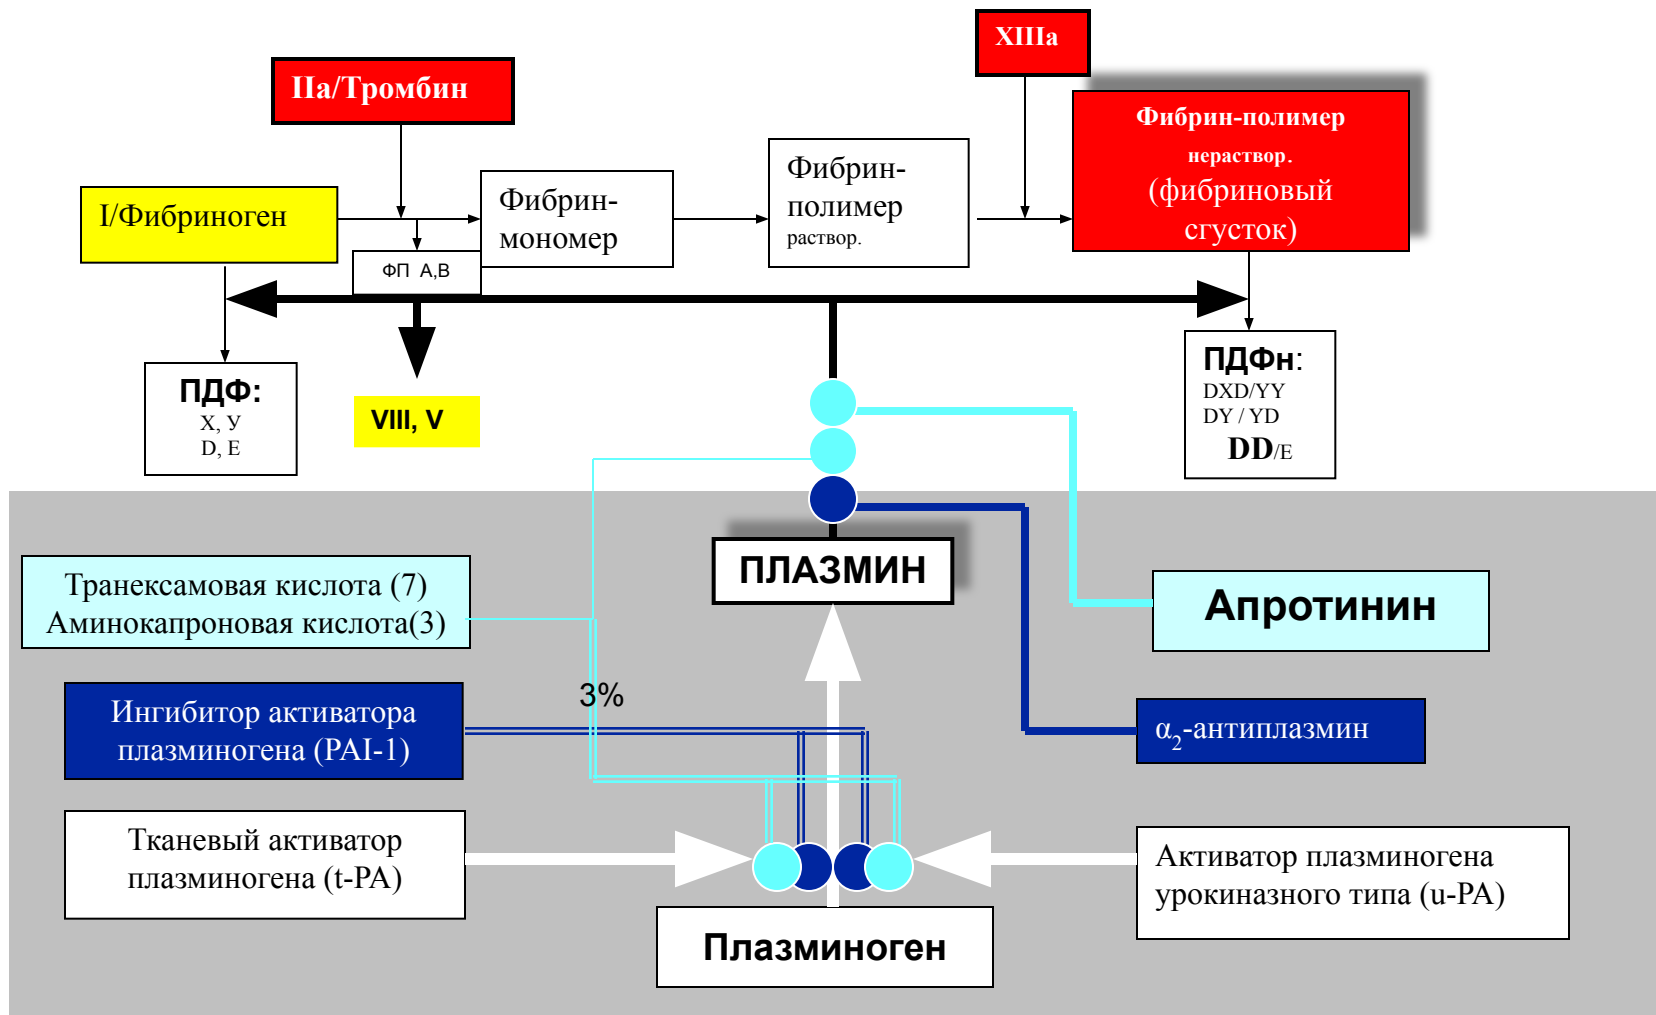 XIIIa
IIa/Тромбин
Фибрин-полимер
нераствор.
(фибриновый
сгусток)
Фибрин-
полимер
раствор.
I/Фибриноген
Фибрин-
мономер
ФП А,В
ПДФ:
X, У
D, E
VIII, V
ПДФн:
DXD/YY
DY / YD
DD/E
ПЛАЗМИН
Транексамовая кислота (7)
Аминокапроновая кислота(3)
Апротинин
3%
Ингибитор активатора
плазминогена (PAI-1)
α2-антиплазмин
Тканевый активатор
плазминогена (t-PA)
Активатор плазминогена
урокиназного типа (u-PA)
Плазминоген